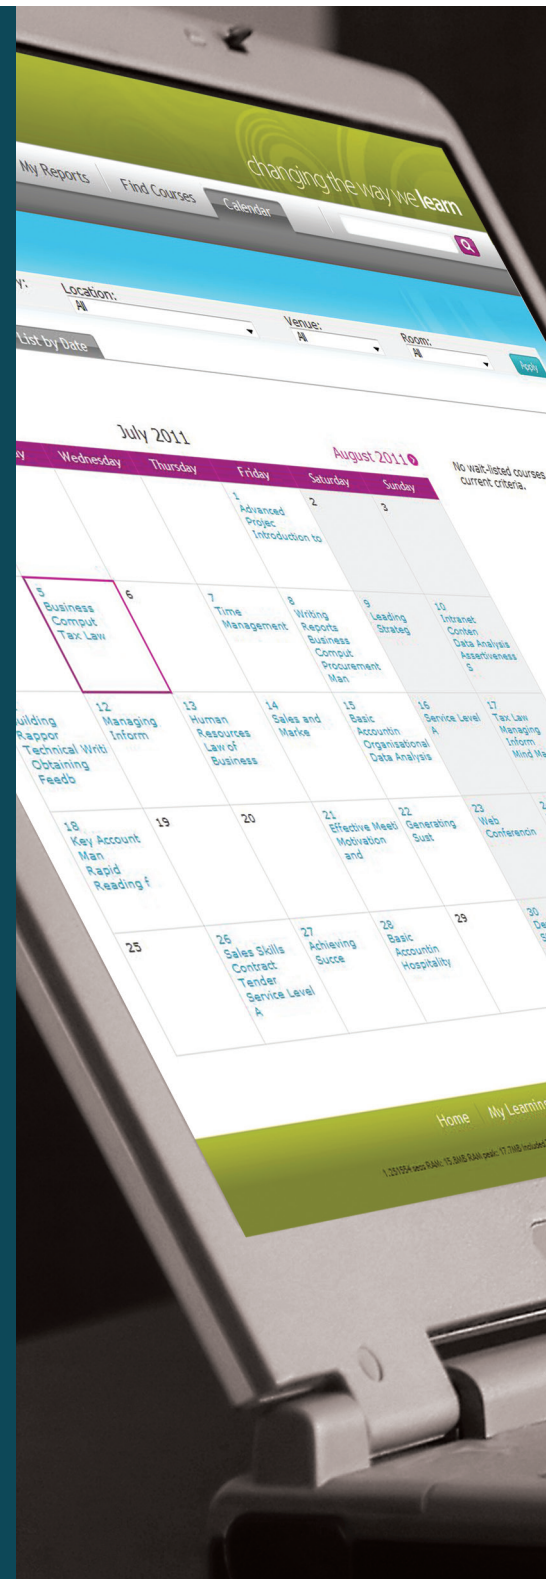 changing the way we learn
My Reports
Find Courses
Calendar
Location:
All
Venue:
All
Room:
All
Apply
List by Date
July 2011
August 2011
No wait-listed courses
current criteria.
Wednesday
Thursday
Friday
Saturday
Sunday
1
Advanced
Projec
Introduction to
2
3
5
Business
Comput
Tax Law
6
7
Time
Management
8
Writing
Reports
Business
Comput
Procurement
Man
9
Leading
Strateg
10
Intranet
Conten
Data Analysis
Assertiveness
S
uilding
Rappor
Technical Writi
Obtaining
Feedb
12
Managing
Inform
13
Human
Resources
Law of
Business
14
Sales and
Marke
15
Basic
Accountin
Organisational
Data Analysis
16
Service Level
A
17
Tax Law
Managing
Inform
Mind Ma
18
Key Account
Man
Rapid
Reading f
19
20
21
Effective Meeti
Motivation
and
22
Generating
Sust
23
Web
Conferencin
25
26
Sales Skills
Contract
Tender
Service Level
A
27
Achieving
Succe
28
Basic
Accountin
Hospitality
29
30
De
Home
My Learning